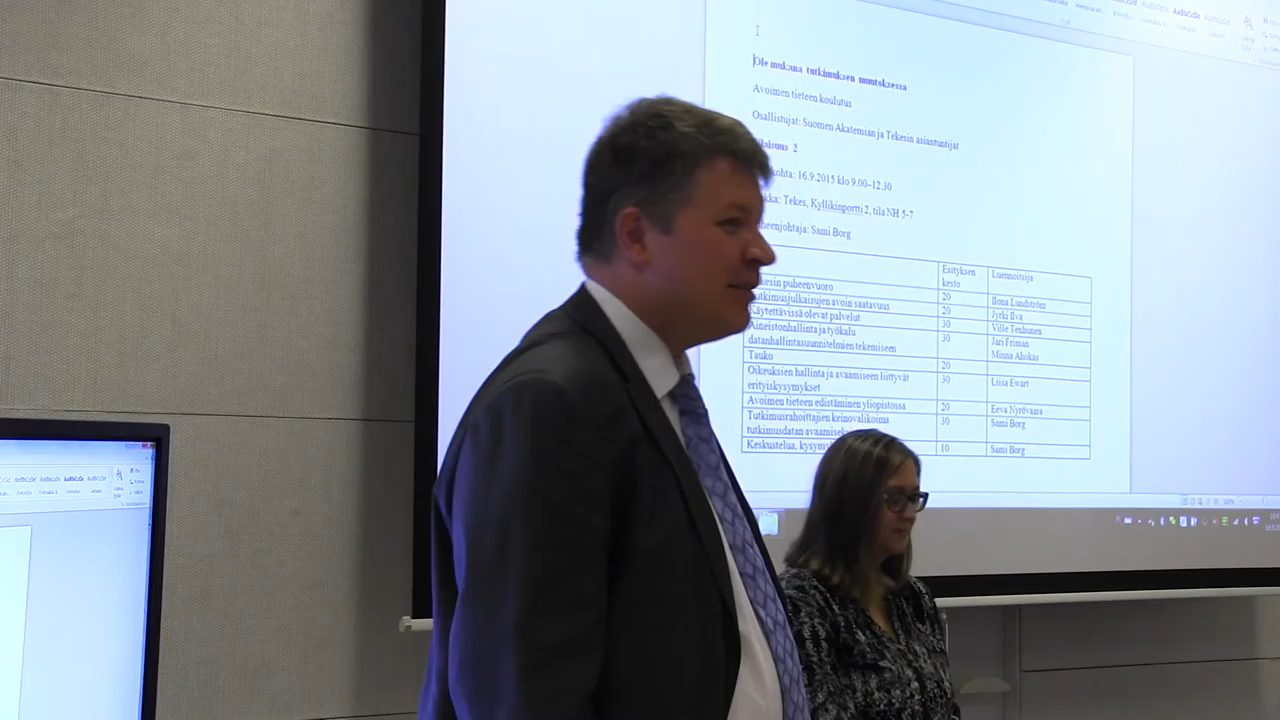 Ole mukana tutkimuksen muutoksessa
Avoimen tieteen koulutus
Osallistujat: Suomen Akatemian ja Tekesin asiantuntijat
2
16.9.2015 klo 9.00–12.30
Tekes, Kyllikinportti 2, tila NH 5-7
Sami Borg
Esityksen kesto
Luennoitsija
puheenvuoro 20 Ilona Lundström
avoin saatavuus 20 Jyrki Ilva
Käytettävissä olevat palvelut 30 Ville Tenhunen
Aineistonhallinta ja työkalu datanhallintasuunnitelmien tekemiseen 30 Jari Friman Minna Ahokas
Tauko 20
Oikeuksien hallinta ja avaamiseen liittyvät erityiskysymykset 30 Liisa Ewart
Avoimen tieteen edistäminen yliopistossa 20 Eeva Nyrövaara
Tutkimusrahoittajien keinovalikoima tutkimusdatan 30 Sami Borg
Keskustelua, 10 Sami Borg